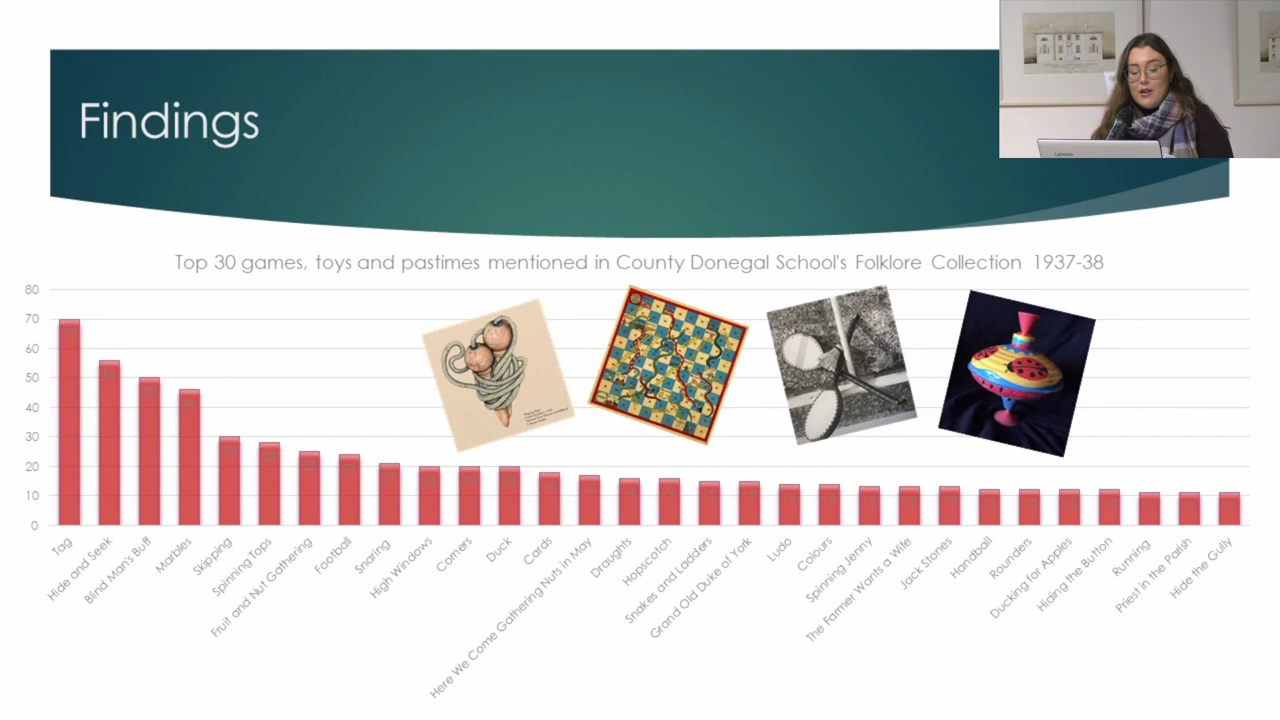 Findings
Lenovo
Top 30 games, toys and pastimes mentioned in County Donegal School's Folklore Collection 1937-38
80
70
60
50
40
30
20
10
0
Tag
Hide and Seek
Blind Man's Buff
Marbles
Skipping
Spinning Tops
Fruit and Nut Gathering
Football
Snaring
High Windows
Corners
Duck
Cards
Here We Come Gathering Nuts in May
Draughts
Hopscotch
Snakes and Ladders
Grand Old Duke of York
Ludo
Colours
Spinning Jenny
The Farmer Wants a Wife
Jack Stones
Handball
Rounders
Ducking for Apples
Hiding the Button
Running
Priest in the Parish
Hide the Gully